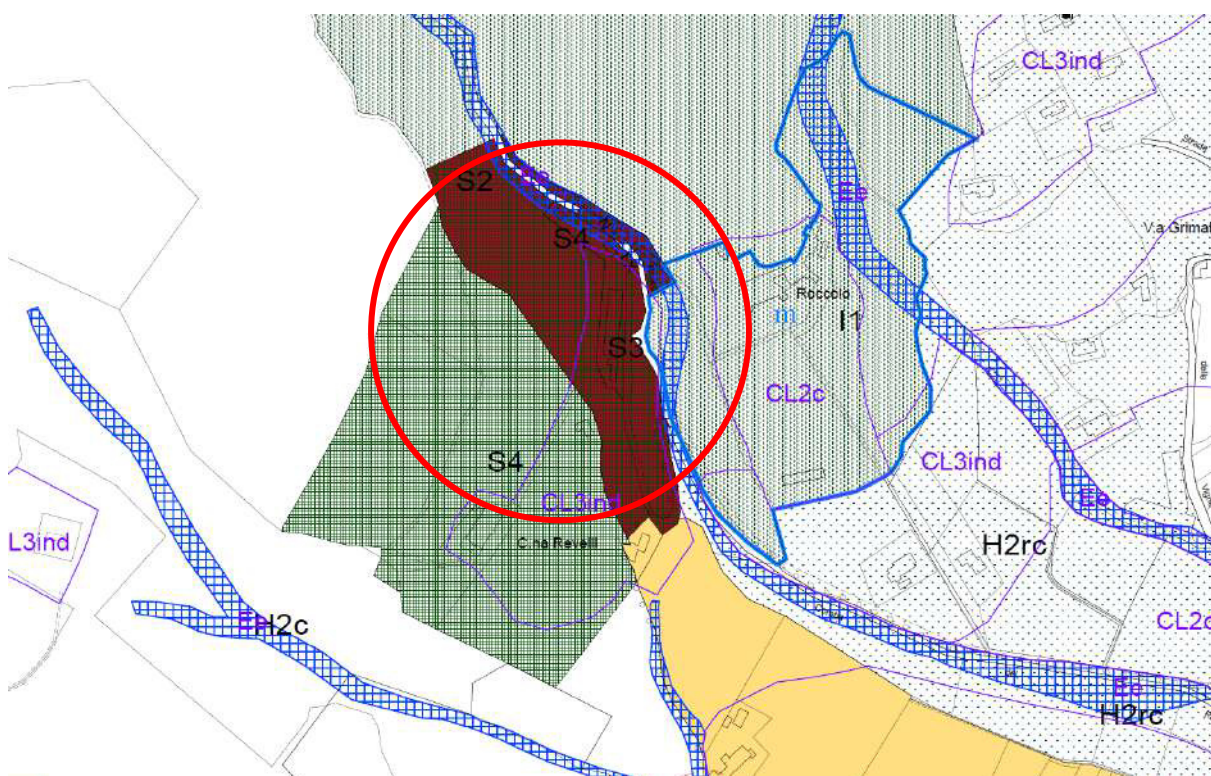 CL3ind
S2
Ee
Ee
S4
V.a Grimal
Roccolo
m
I1
S3
CL2c
S4
CL3ind
CL3ind
L3ind
C.na Revelli
H2rc
H2c
CL2c
Ee
Ee
H2rc